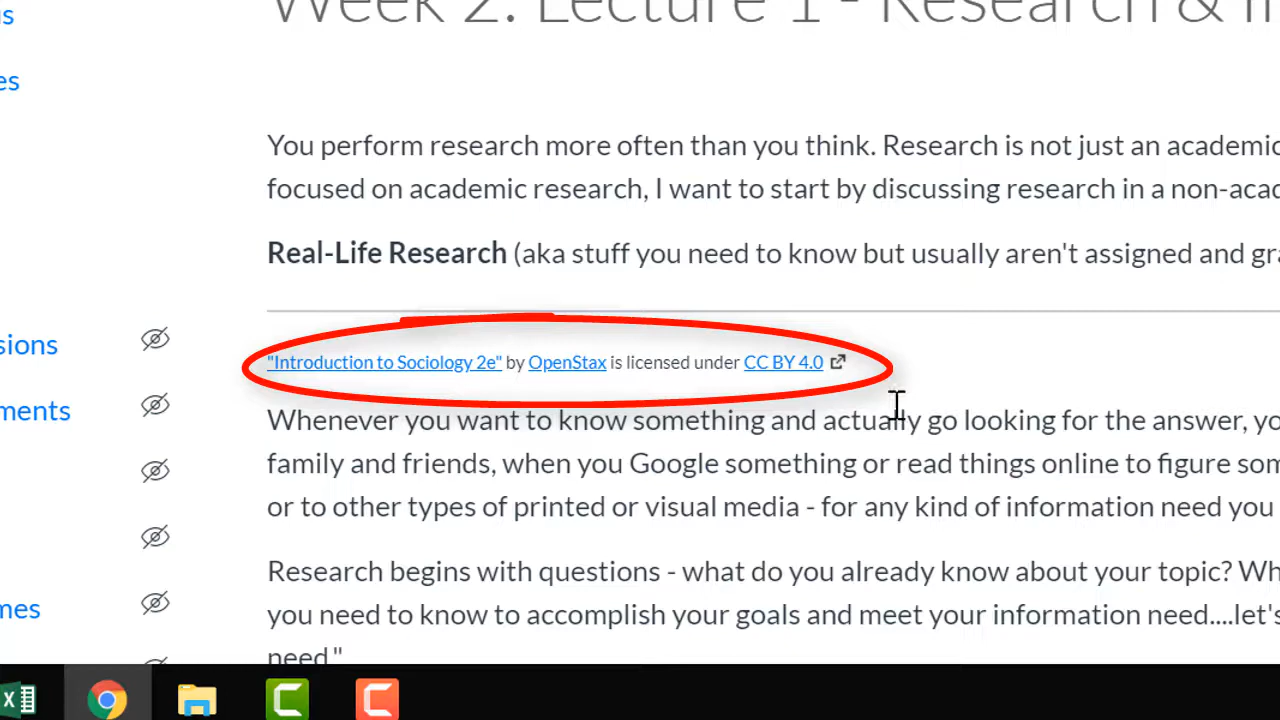 Week 2: Lecture 1 - Research &
es
You perform research more often than you think. Research is not just an academic
focused on academic research, I want to start by discussing research in a non-acad
Real-Life Research (aka stuff you need to know but usually aren't assigned and gra
sions
"Introduction to Sociology 2e" by OpenStax is licensed under CC BY 4.0
ments
Whenever you want to know something and actually go looking for the answer, yo
family and friends, when you Google something or read things online to figure som
or to other types of printed or visual media - for any kind of information need you
Research begins with questions - what do you already know about your topic? Wh
mes
you need to know to accomplish your goals and meet your information need....let's
need."